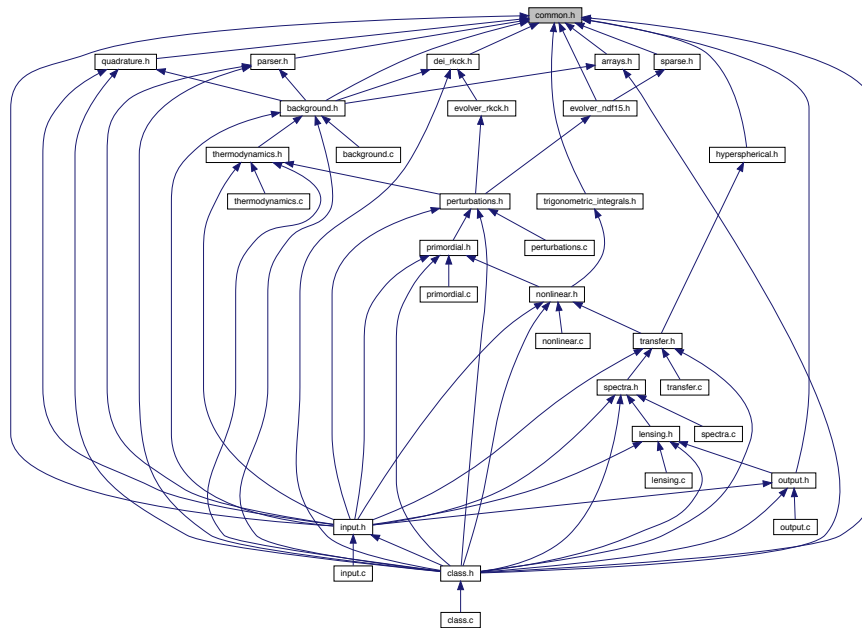 common.h
quadrature.h
parser.h
dei_rkck.h
arrays.h
sparse.h
background.h
evolver_rkck.h
evolver_ndf15.h
thermodynamics.h
background.c
hyperspherical.h
thermodynamics.c
perturbations.h
trigonometric_integrals.h
primordial.h
perturbations.c
primordial.c
nonlinear.h
nonlinear.c
transfer.h
spectra.h
transfer.c
lensing.h
spectra.c
lensing.c
output.h
input.h
output.c
input.c
class.h
class.c